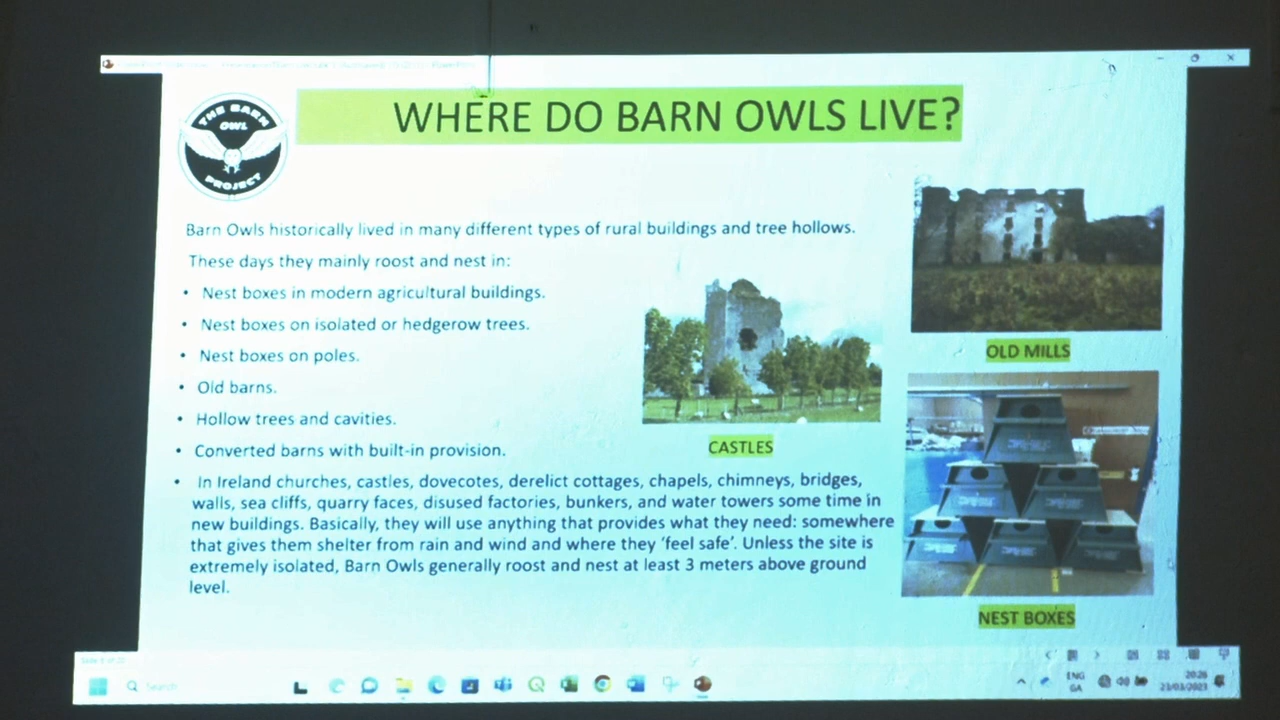 THE BARN
OWL
PROJECT
WHERE DO BARN OWLS LIVE?
Barn Owls historically lived in many different types of rural buildings and tree hollows.
These days they mainly roost and nest in:
• Nest boxes in modern agricultural buildings.
• Nest boxes on isolated or hedgerow trees.
• Nest boxes on poles.
• Old barns.
• Hollow trees and cavities.
• Converted barns with built-in provision.
• In Ireland churches, castles, dovecotes, derelict cottages, chapels, chimneys, bridges,
walls, sea cliffs, quarry faces, disused factories, bunkers, and water towers some time in
new buildings. Basically, they will use anything that provides what they need: somewhere
that gives them shelter from rain and wind and where they ‘feel safe’. Unless the site is
extremely isolated, Barn Owls generally roost and nest at least 3 meters above ground
level.
CASTLES
OLD MILLS
NEST BOXES
Search
ENG
GA
20:26
23/03/2023